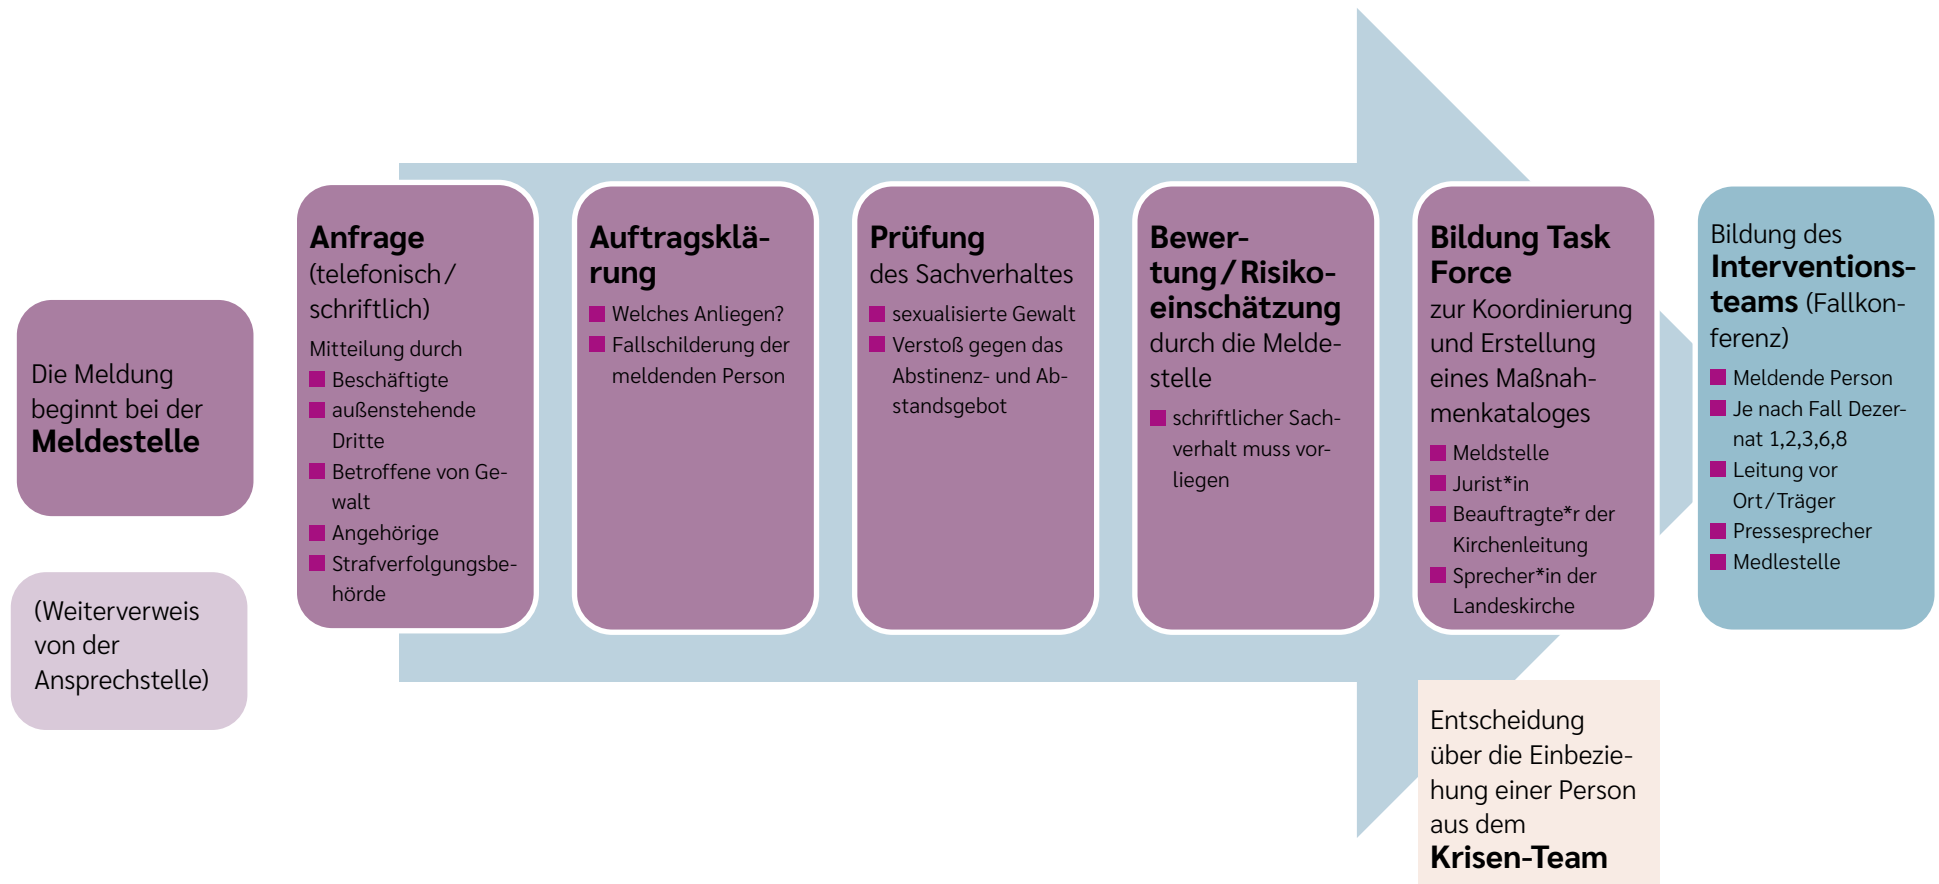 Die Meldung
beginnt bei der
Meldestelle
(Weiterverweis
von der
Ansprechstelle)
Anfrage
(telefonisch/
schriftlich)
Mitteilung durch
Beschäftigte
außenstehende
Dritte
Betroffene von Ge-
walt
Angehörige
Strafverfolgungsbe-
hörde
Auftragsklä-
rung
Welches Anliegen?
Fallschilderung der
meldenden Person
Prüfung
des Sachverhaltes
sexualisierte Gewalt
Verstoß gegen das
Abstinenz- und Ab-
standsgebot
Bewer-
tung/Risiko-
einschätzung
durch die Melde-
stelle
schriftlicher Sach-
verhalt muss vor-
liegen
Bildung Task
Force
zur Koordinierung
und Erstellung
eines Maßnah-
menkataloges
Meldstelle
Jurist*in
Beauftragte*r der
Kirchenleitung
Sprecher*in der
Landeskirche
Entscheidung
über die Einbezie-
hung einer Person
aus dem
Krisen-Team
Bildung des
Interventions-
teams (Fallkon-
ferenz)
Meldende Person
Je nach Fall Dezer-
nat 1,2,3,6,8
Leitung vor
Ort/Träger
Pressesprecher
Medlestelle